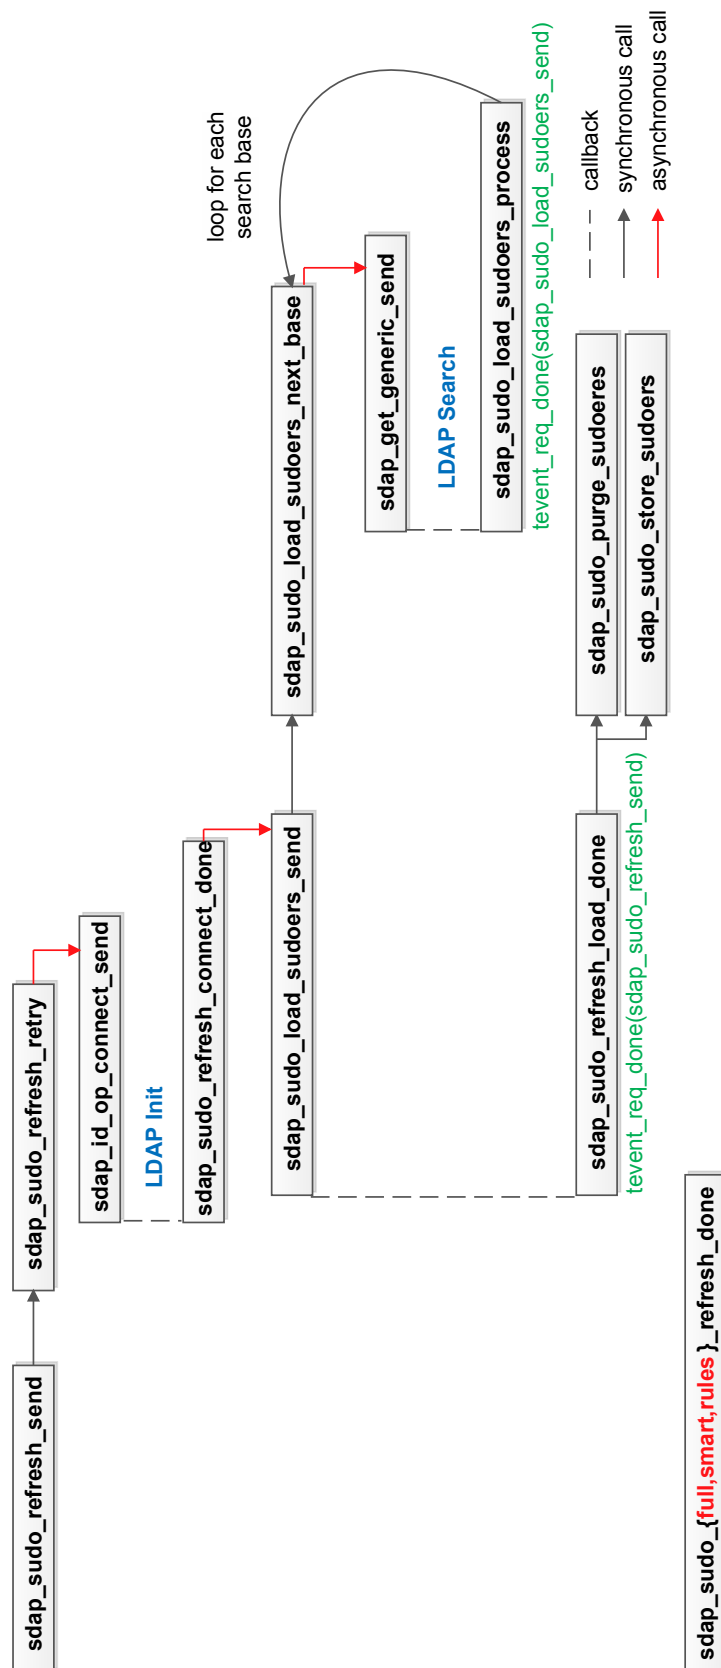 sdap_sudo_refresh_send
sdap_sudo_refresh_retry
sdap_id_op_connect_send
LDAP Init
sdap_sudo_refresh_connect_done
sdap_sudo_load_sudoers_send
sdap_sudo_load_sudoers_next_base
loop for each
search base
sdap_get_generic_send
LDAP Search
sdap_sudo_load_sudoers_process
tevent_req_done(sdap_sudo_load_sudoers_send)
sdap_sudo_refresh_load_done
tevent_req_done(sdap_sudo_refresh_send)
sdap_sudo_purge_sudoeres
sdap_sudo_store_sudoers
callback
synchronous call
asynchronous call
sdap_sudo_{full,smart,rules }_refresh_done